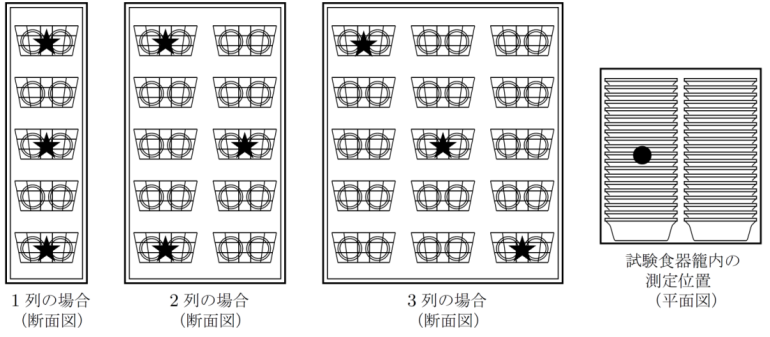 1 列の場合
(断面図)
2 列の場合
(断面図)
3 列の場合
(断面図)
試験食器籠内の
測定位置
(平面図)